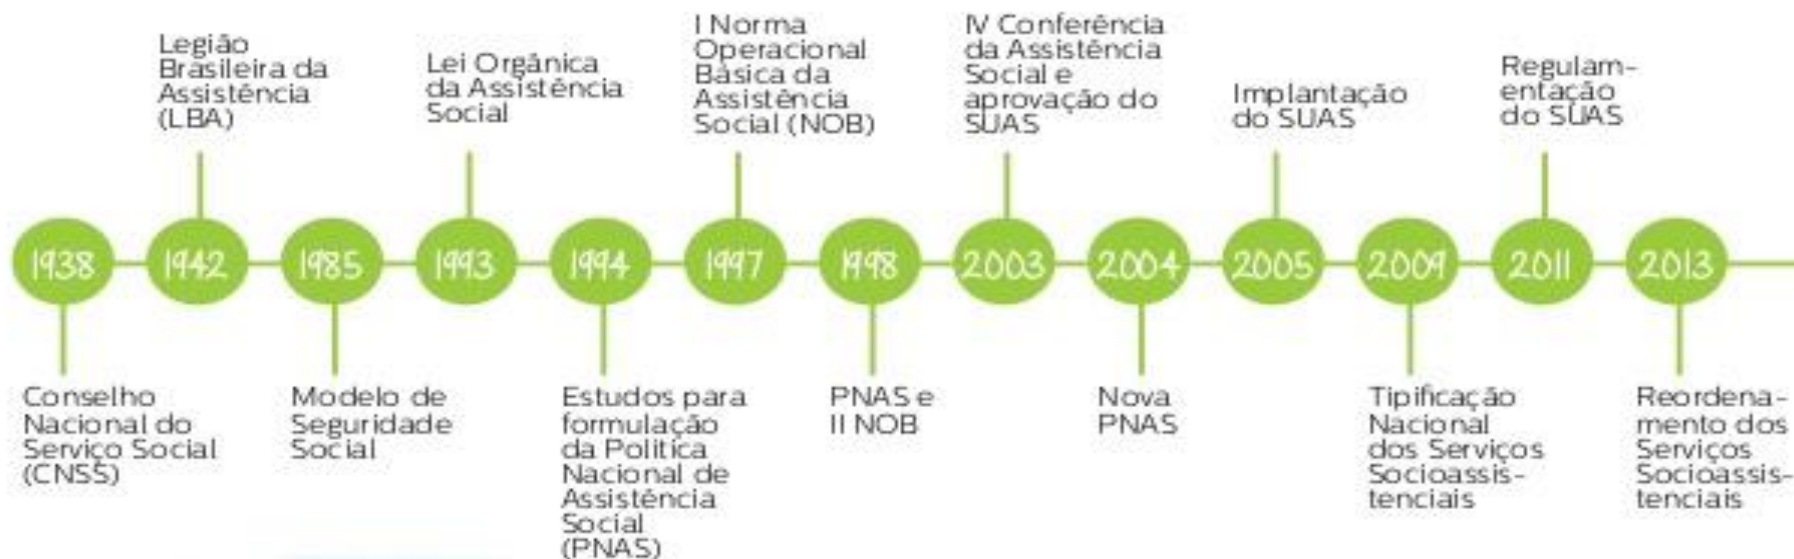 Legião
Brasileira da
Assistência
(LBA)
Lei Orgânica
da Assistência
Social
I Norma
Operacional
Básica da
Assistência
Social (NOB)
IV Conferência
da Assistência
Social e
aprovação do
SUAS
Implantação
do SUAS
Regulam-
entação
do SUAS
1938
1942
1985
1993
1994
1997
1998
2003
2004
2005
2009
2011
2013
Conselho
Nacional do
Serviço Social
(CNSS)
Modelo de
Seguridade
Social
Estudos para
formulação
da Política
Nacional de
Assistência
Social
(PNAS)
PNAS e
II NOB
Nova
PNAS
Tipificação
Nacional
dos Serviços
Socioassis-
tenciais
Reordena-
mento dos
Serviços
Socioassis-
tenciais